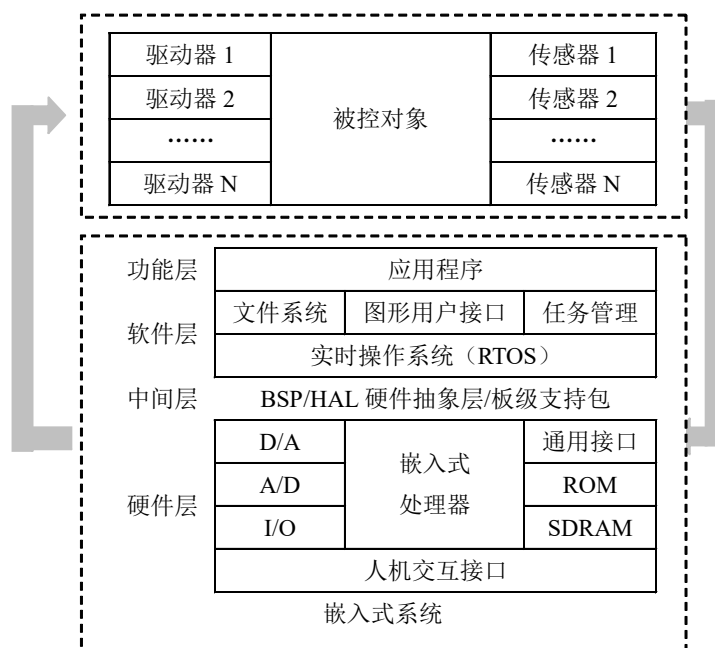 驱动器 1
传感器 1
驱动器 2
被控对象
传感器 2
……
……
驱动器 N
传感器 N
功能层
应用程序
软件层
文件系统
图形用户接口
任务管理
实时操作系统（RTOS）
中间层
BSP/HAL 硬件抽象层/板级支持包
硬件层
D/A
嵌入式
处理器
通用接口
A/D
ROM
I/O
SDRAM
人机交互接口
嵌入式系统